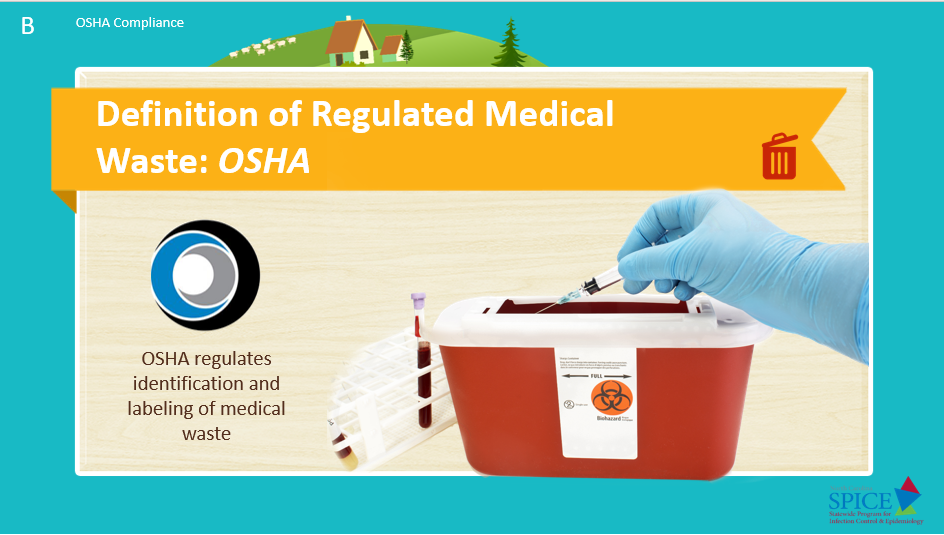 B
OSHA Compliance
Definition of Regulated Medical
Waste: OSHA
OSHA regulates
identification and
labeling of medical
waste
FULL
Biohazard
SPICE
Statewide Program for
Infection Control & Epidemiology